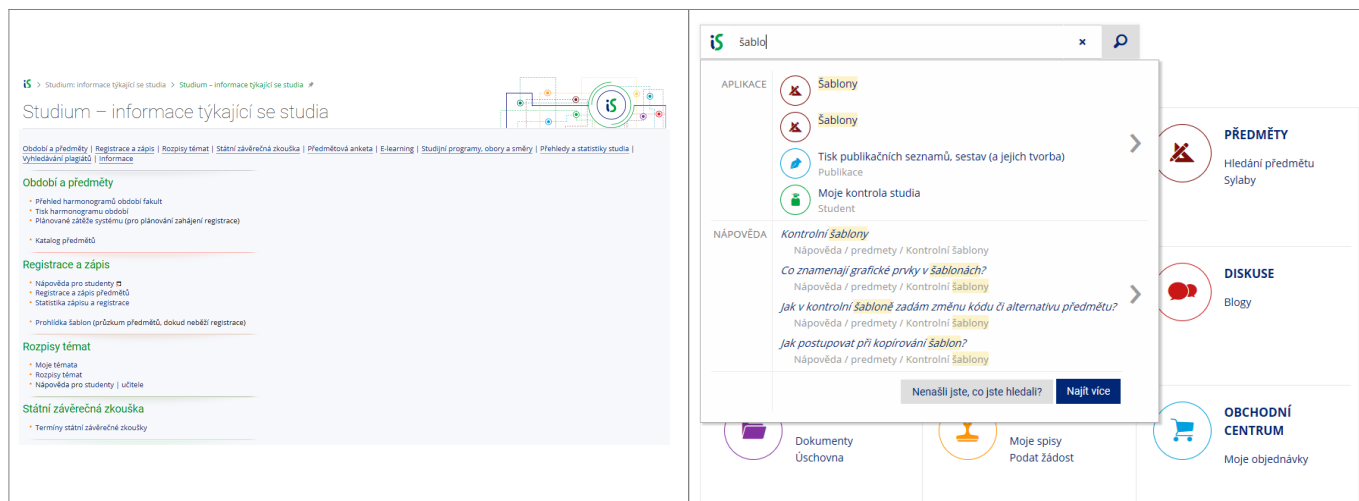 iS > Studium: informace týkající se studia > Studium – informace týkající se studia
Studium – informace týkající se studia
iS
Období a předměty | Registrace a zápis | Rozpisy témat | Státní závěrečná zkouška | Předmětová anketa | E-learning | Studijní programy, obory a směry | Přehledy a statistiky studia |
Vyhledávání plagiátů | Informace
Období a předměty
Přehled harmonogramů období fakult
Tisk harmonogramu období
Plánované zátěže systému (pro plánování zahájení registrace)
Katalog předmětů
Registrace a zápis
Nápověda pro studenty
Registrace a zápis předmětů
Statistika zápisu a registrace
Prohlídka šablon (průzkum předmětů, dokud neběží registrace)
Rozpisy témat
Moje témata
Rozpisy témat
Nápověda pro studenty | učitele
Státní závěrečná zkouška
Termíny státní závěrečné zkoušky
iS šablo ×
APLIKACE
Šablony
Šablony
Tisk publikačních seznamů, sestav (a jejich tvorba)
Publikace
Moje kontrola studia
Student
NÁPOVĚDA
Kontrolní šablony
Nápověda / predmety / Kontrolní šablony
Co znamenají grafické prvky v šablonách?
Nápověda / predmety / Kontrolní šablony
Jak v kontrolní šabloně zadám změnu kódu či alternativu předmětu?
Nápověda / predmety / Kontrolní šablony
Jak postupovat při kopírování šablon?
Nápověda / predmety / Kontrolní šablony
Nenašli jste, co jste hledali? Najít více
PŘEDMĚTY
Hledání předmětu
Sylaby
DISKUSE
Blogy
Dokumenty
Úschovna
Moje spisy
Podat žádost
OBCHODNÍ
CENTRUM
Moje objednávky